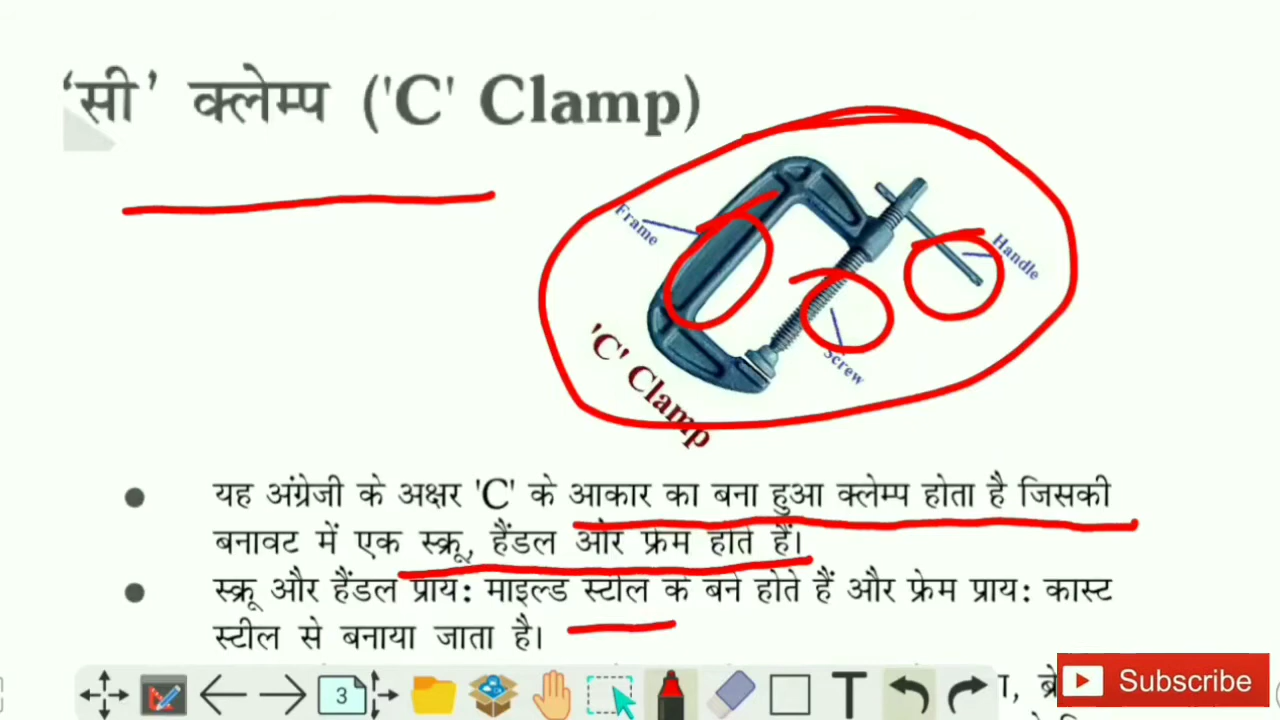 ‘सी’ क्लेम्प ('C' Clamp)
Frame
Handle
Screw
'C' Clamp
यह अंग्रेजी के अक्षर 'C' के आकार का बना हुआ क्लेम्प होता है जिसकी
बनावट में एक स्क्रू, हैंडल और फ्रेम होते हैं।
स्क्रू और हैंडल प्राय: माइल्ड स्टील के बने होते हैं और फ्रेम प्राय: कास्ट
स्टील से बनाया जाता है।
3
T
Subscribe